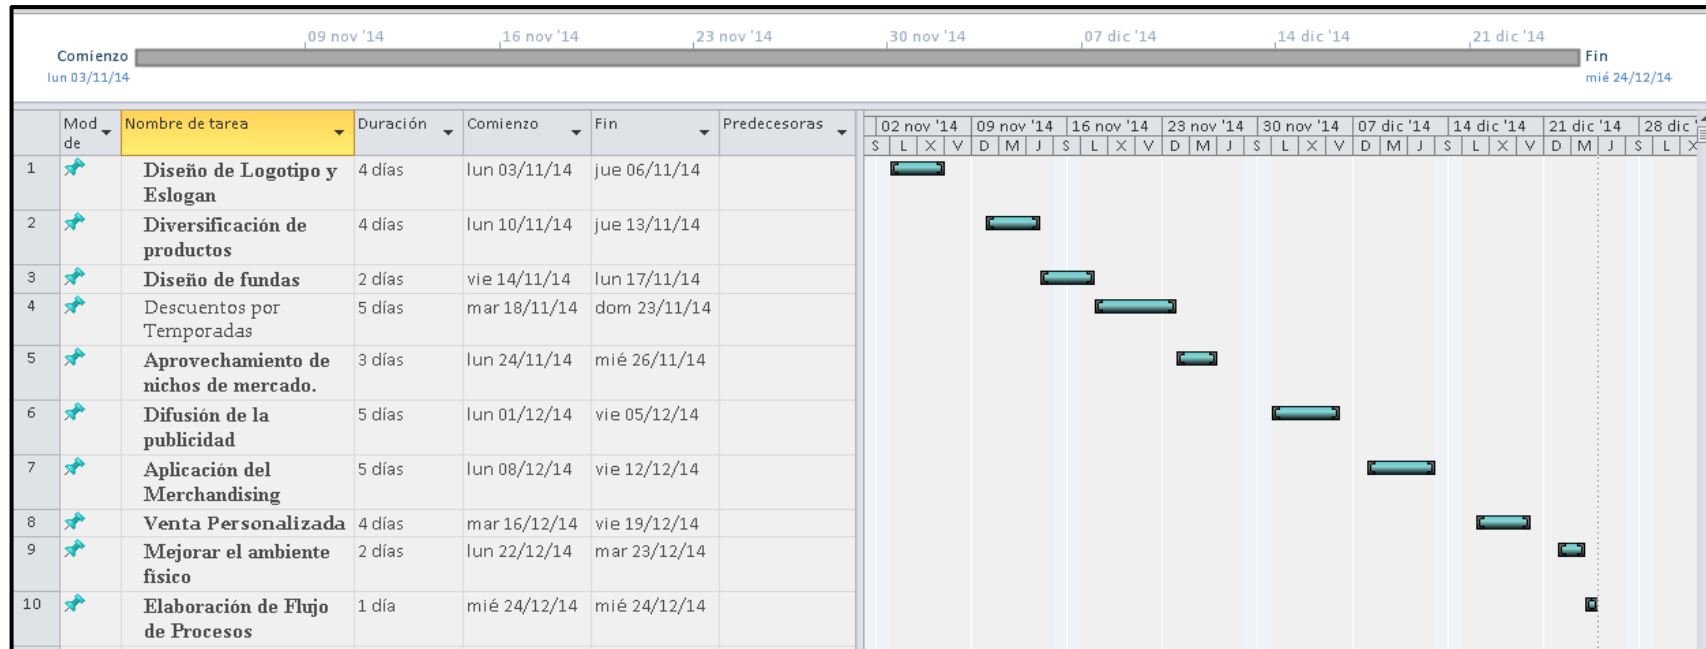 09 nov '14 16 nov '14 23 nov '14 30 nov '14 07 dic '14 14 dic '14 21 dic '14
Comienzo Fin
lun 03/11/14 mié 24/12/14
Mod de Nombre de tarea Duración Comienzo Fin Predecesoras
02 nov '14 09 nov '14 16 nov '14 23 nov '14 30 nov '14 07 dic '14 14 dic '14 21 dic '14 28 dic '
S L X V D M J S L X V D M J S L X V D M J S L X V D M J S L X
1 Diseño de Logotipo y 4 días lun 03/11/14 jue 06/11/14
Eslogan
2 Diversificación de 4 días lun 10/11/14 jue 13/11/14
productos
3 Diseño de fundas 2 días vie 14/11/14 lun 17/11/14
4 Descuentos por 5 días mar 18/11/14 dom 23/11/14
Temporadas
5 Aprovechamiento de 3 días lun 24/11/14 mié 26/11/14
nichos de mercado.
6 Difusión de la 5 días lun 01/12/14 vie 05/12/14
publicidad
7 Aplicación del 5 días lun 08/12/14 vie 12/12/14
Merchandising
8 Venta Personalizada 4 días mar 16/12/14 vie 19/12/14
9 Mejorar el ambiente 2 días lun 22/12/14 mar 23/12/14
físico
10 Elaboración de Flujo 1 día mié 24/12/14 mié 24/12/14
de Procesos